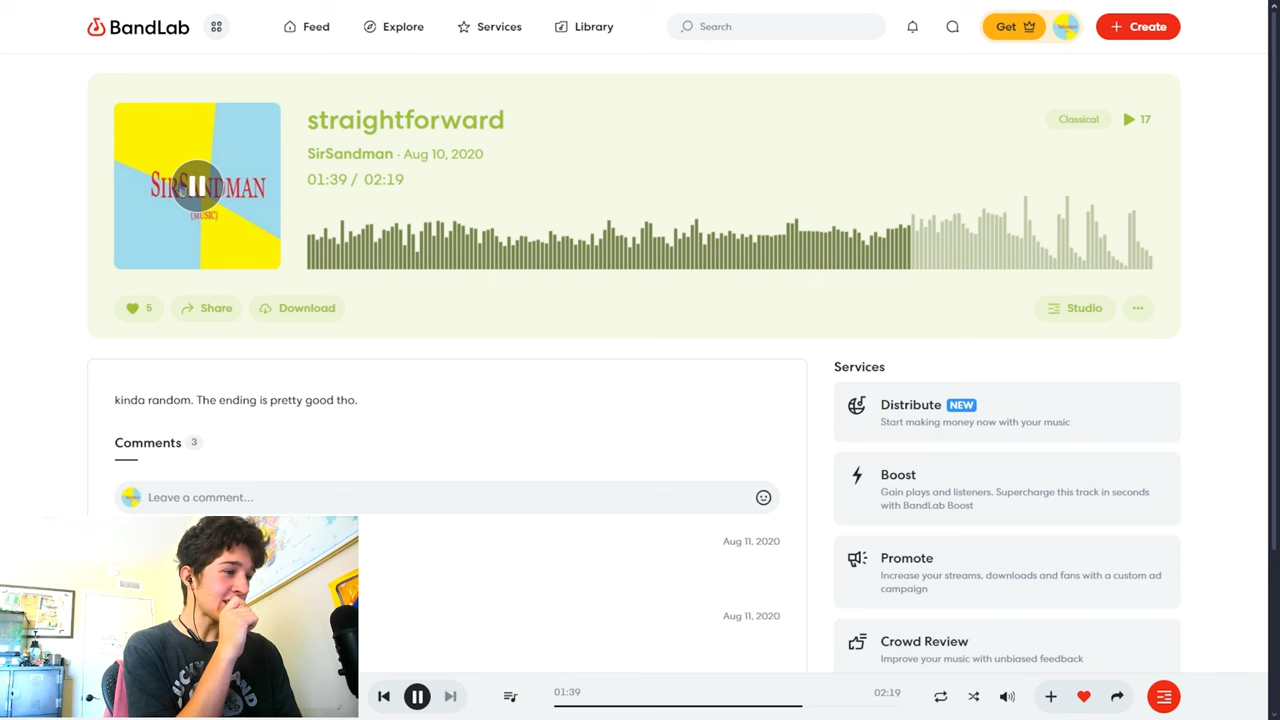 BandLab
Feed
Explore
Services
Library
Search
Get
Create
straightforward
SirSandman · Aug 10, 2020
01:39 / 02:19
Classical
17
SIRSANDMAN
(MUSIC)
5
Share
Download
Studio
kinda random. The ending is pretty good tho.
Comments 3
Leave a comment...
Aug 11, 2020
Aug 11, 2020
Services
Distribute NEW
Start making money now with your music
Boost
Gain plays and listeners. Supercharge this track in seconds
with BandLab Boost
Promote
Increase your streams, downloads and fans with a custom ad
campaign
Crowd Review
Improve your music with unbiased feedback
01:39
02:19